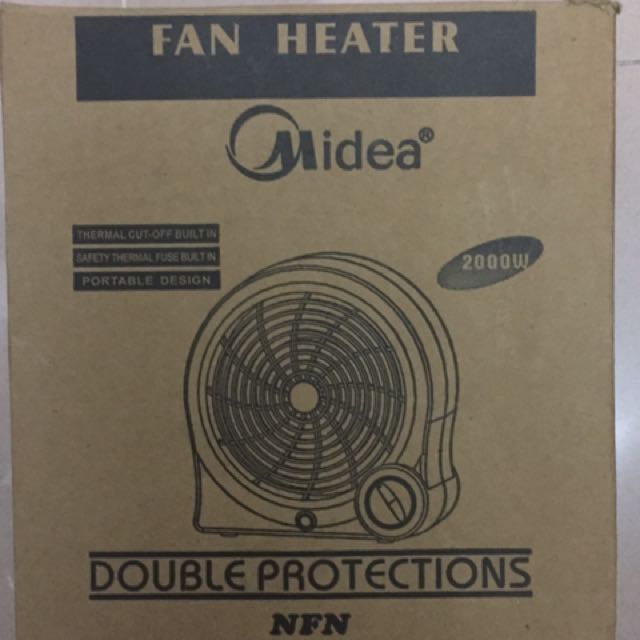 FAN HEATER
Midea®
THERMAL CUT-OFF BUILT IN
SAFETY THERMAL FUSE BUILT IN
PORTABLE DESIGN
2000W
DOUBLE PROTECTIONS
NFN